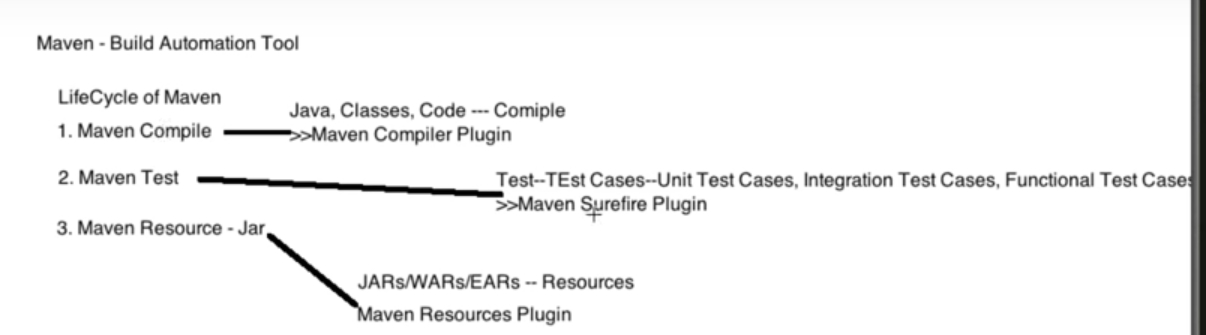 Maven - Build Automation Tool
LifeCycle of Maven
Java, Classes, Code --- Comiple
1. Maven Compile
>>Maven Compiler Plugin
2. Maven Test
Test--TEst Cases--Unit Test Cases, Integration Test Cases, Functional Test Cases
>>Maven Surefire Plugin
3. Maven Resource - Jar
JARs/WARs/EARs -- Resources
Maven Resources Plugin